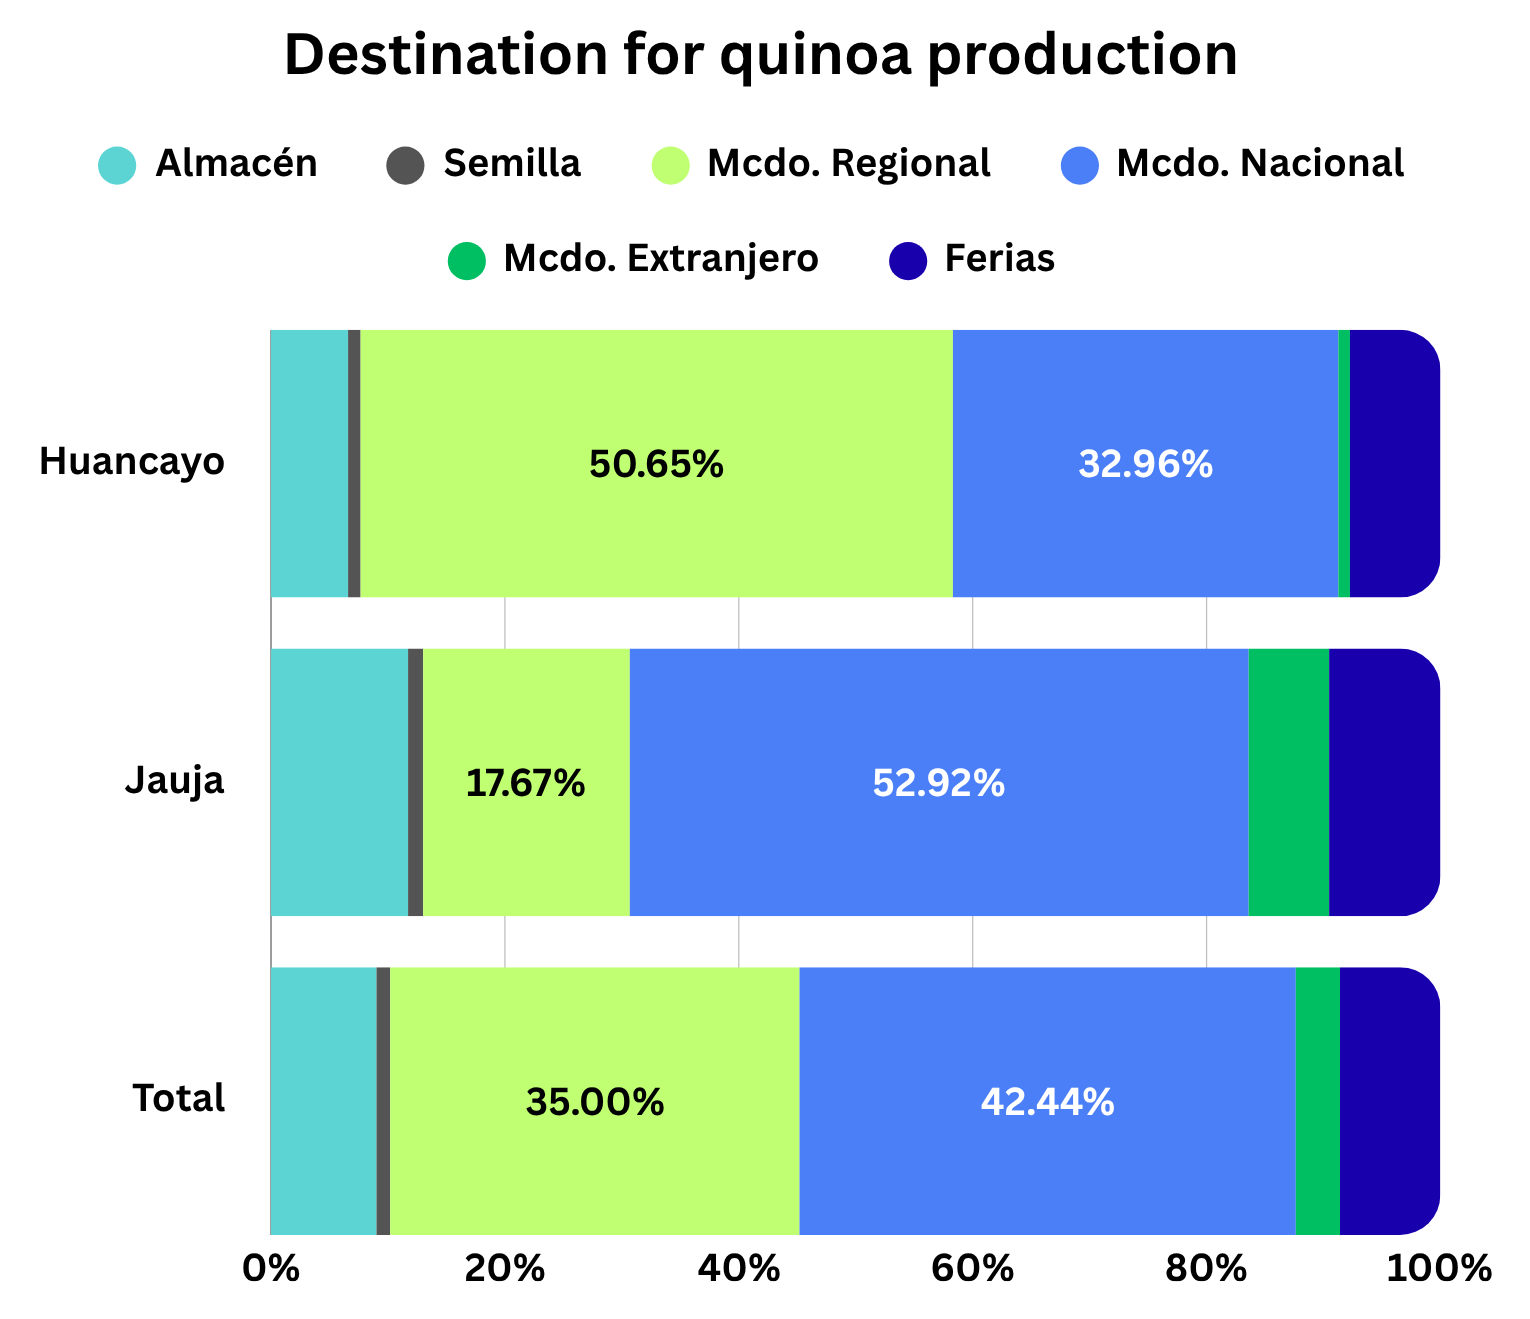 Destination for quinoa production
Almacén Semilla Mcdo. Regional Mcdo. Nacional
Mcdo. Extranjero Ferias
Huancayo 50.65% 32.96%
Jauja 17.67% 52.92%
Total 35.00% 42.44%
0% 20% 40% 60% 80% 100%